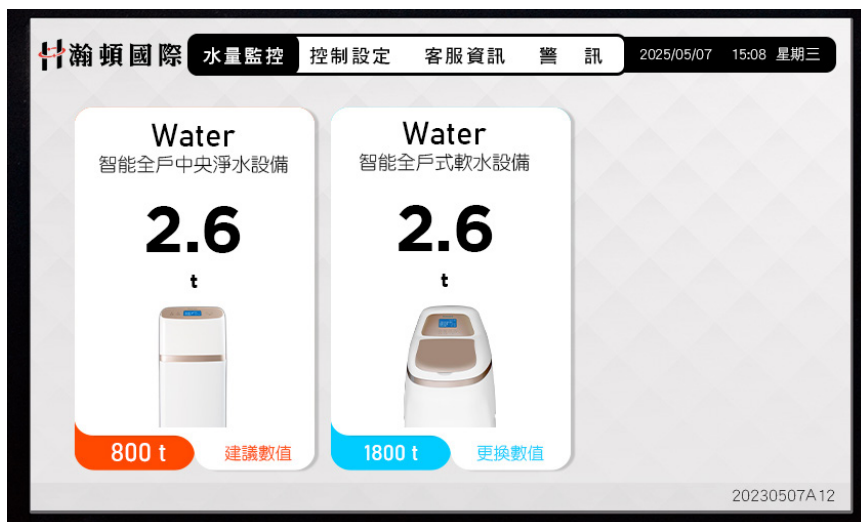 瀚頓國際 水量監控 控制設定 客服資訊 警 訊 2025/05/07 15:08 星期三
Water
智能全戶中央淨水設備
2.6
t
800 t 建議數值
Water
智能全戶式軟水設備
2.6
t
1800 t 更換數值
20230507A12